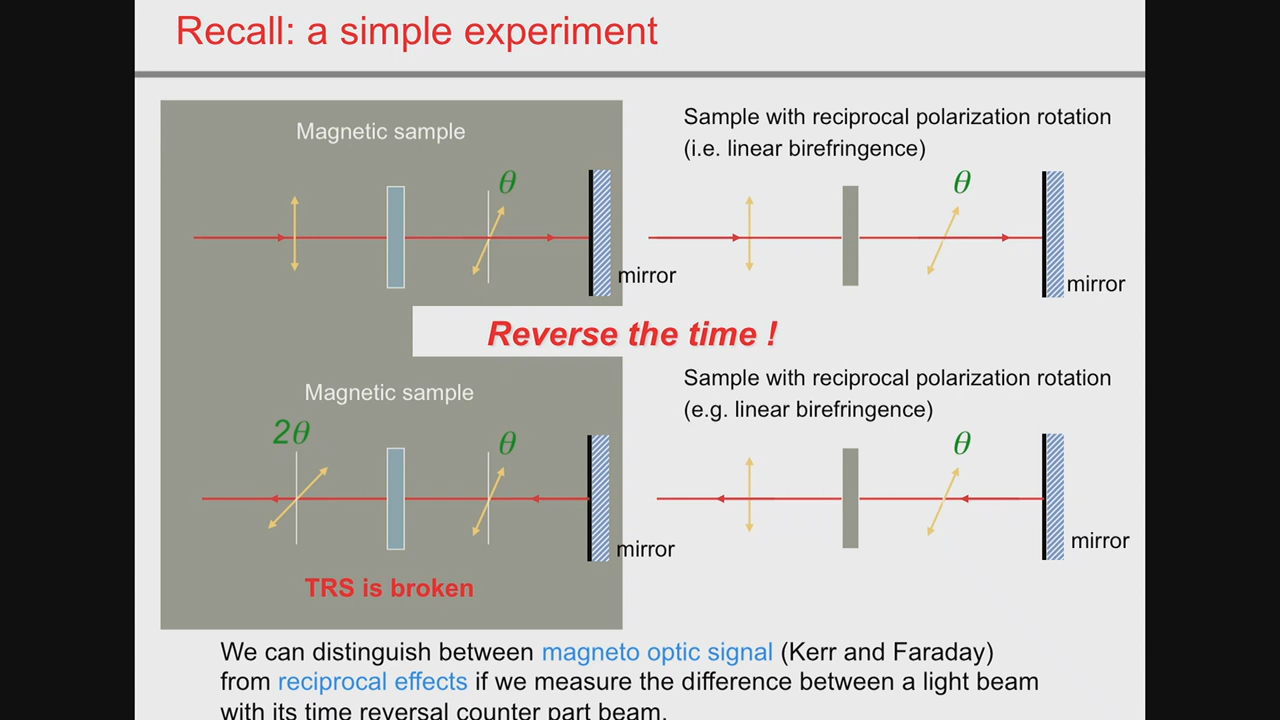 Recall: a simple experiment
Magnetic sample
θ
mirror
Sample with reciprocal polarization rotation
(i.e. linear birefringence)
θ
mirror
Reverse the time !
Magnetic sample
2θ
θ
mirror
TRS is broken
Sample with reciprocal polarization rotation
(e.g. linear birefringence)
θ
mirror
We can distinguish between magneto optic signal (Kerr and Faraday)
from reciprocal effects if we measure the difference between a light beam
with its time reversal counter part beam.